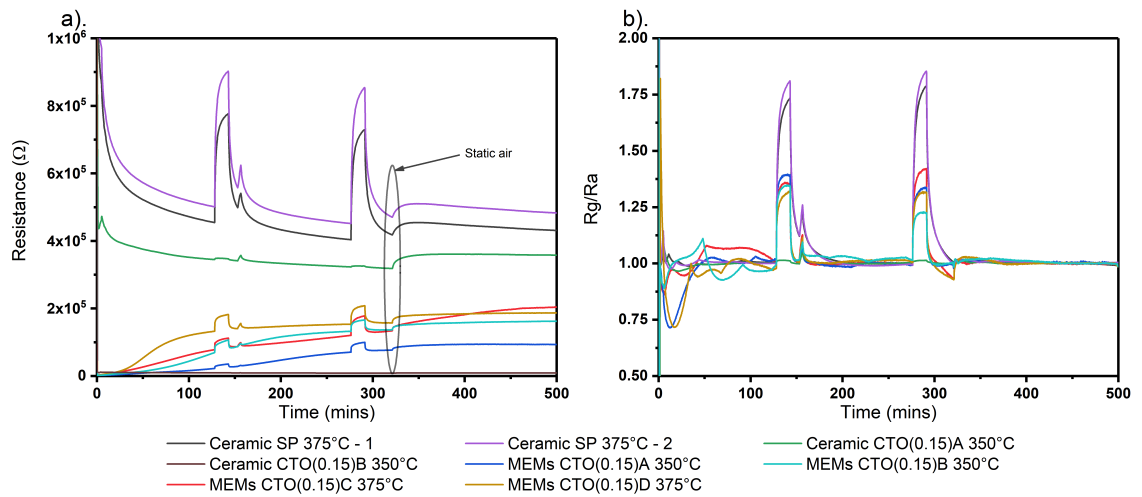 a).
b).
1x10⁶
8x10⁵
6x10⁵
4x10⁵
2x10⁵
0
Resistance (Ω)
Static air
0
100
200
300
400
500
Time (mins)
2.00
1.75
1.50
1.25
1.00
0.75
0.50
Rg/Ra
0
100
200
300
400
500
Time (mins)
Ceramic SP 375°C - 1
Ceramic SP 375°C - 2
Ceramic CTO(0.15)A 350°C
Ceramic CTO(0.15)B 350°C
MEMs CTO(0.15)A 350°C
MEMs CTO(0.15)B 350°C
MEMs CTO(0.15)C 375°C
MEMs CTO(0.15)D 375°C